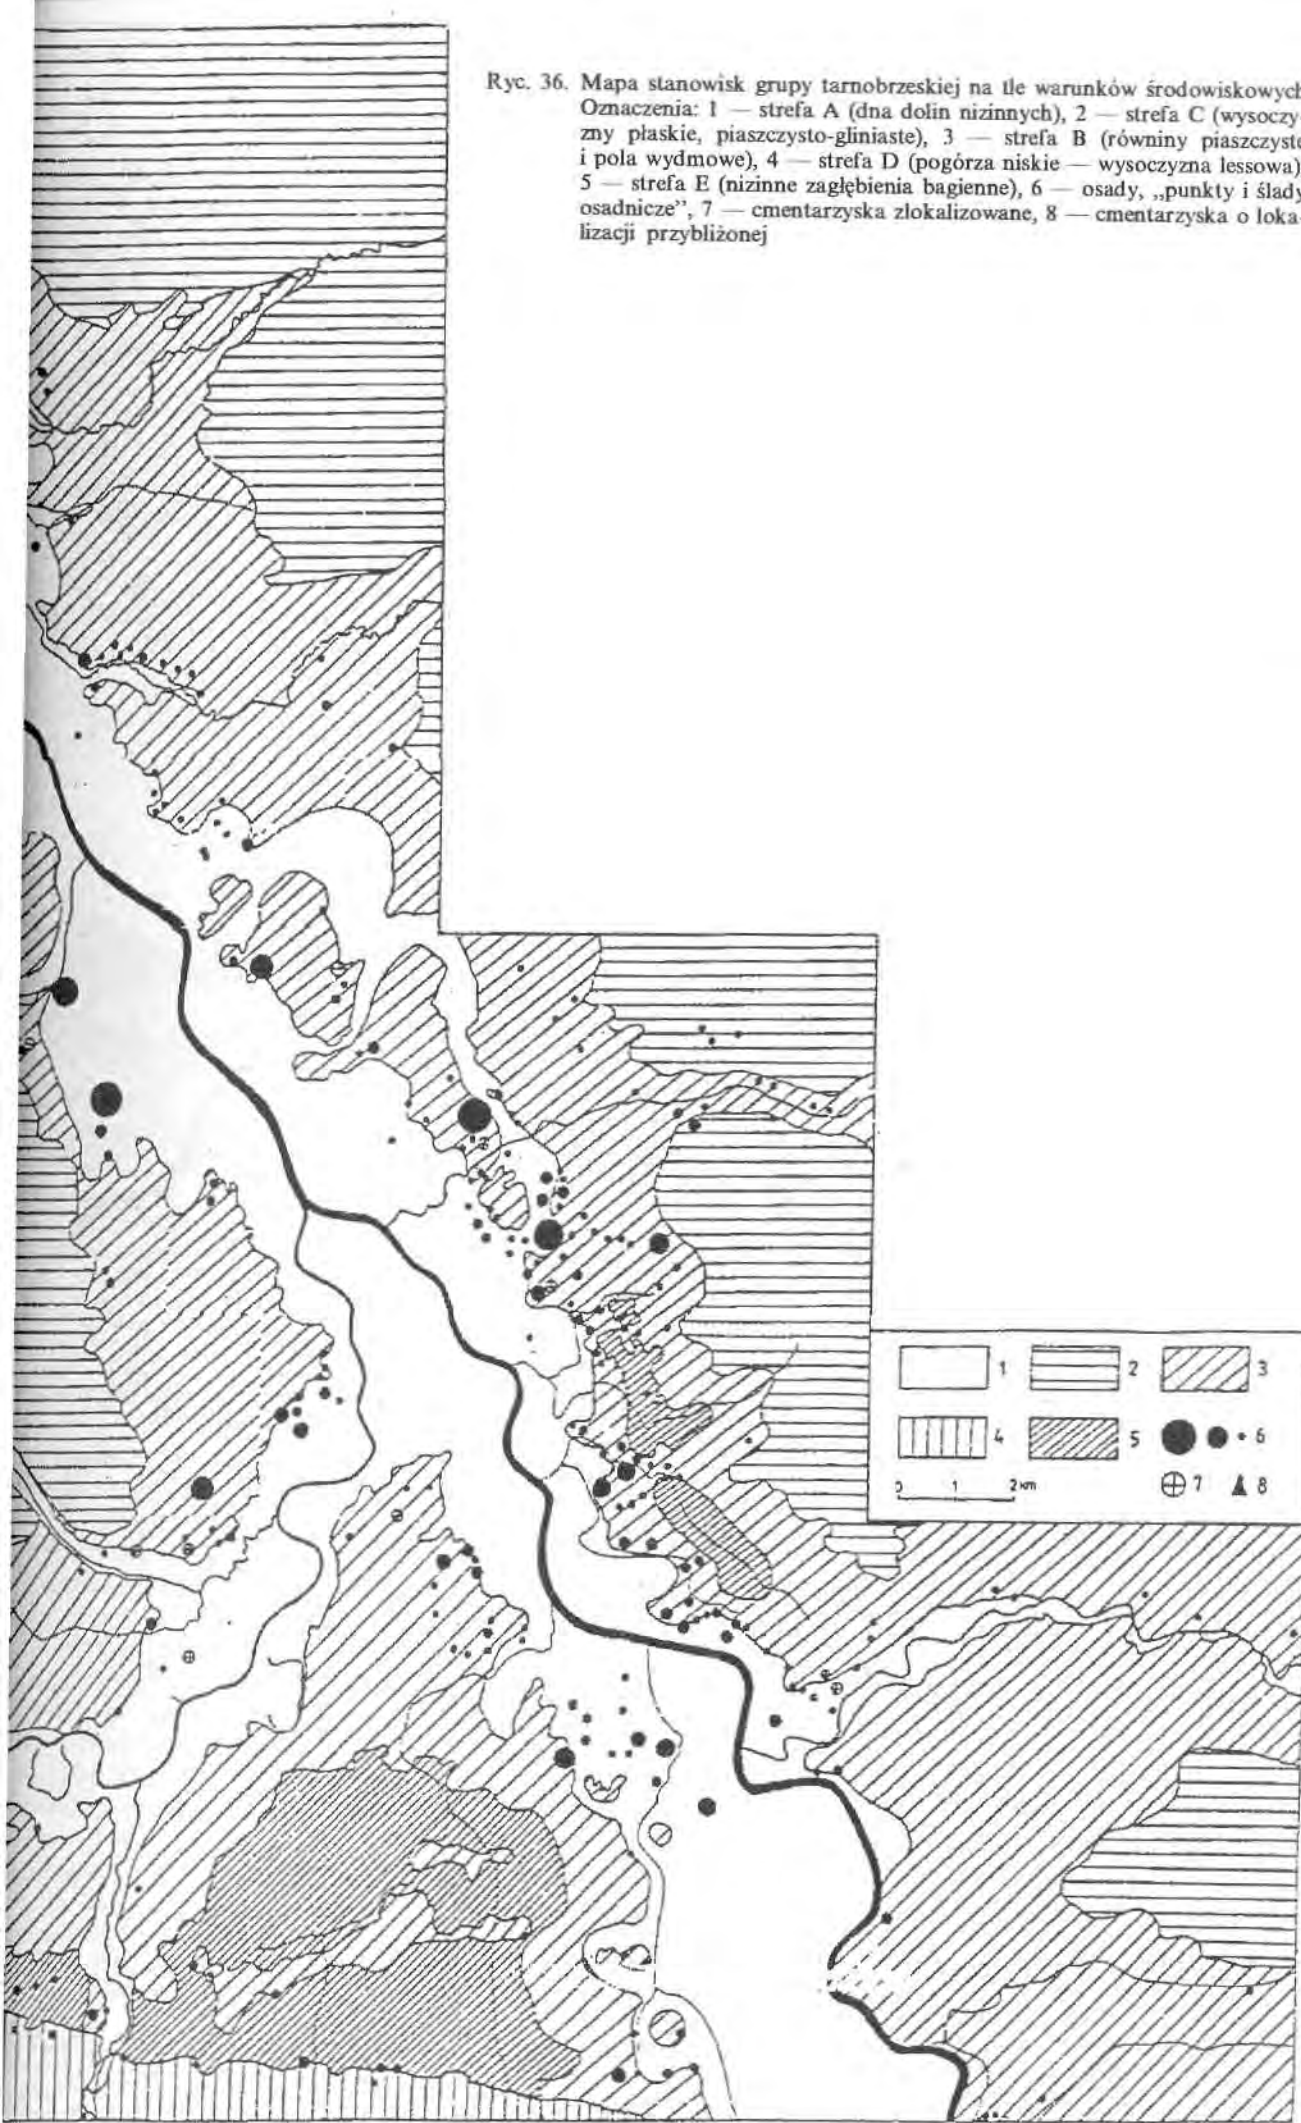 Ryc. 36. Mapa stanowisk grupy tarnobrzeskiej na tle warunków środowiskowych
Oznaczenia: 1 — strefa A (dna dolin nizinnych), 2 — strefa C (wysoczy-
zny płaskie, piaszczysto-gliniaste), 3 — strefa B (równiny piaszczyste
i pola wydmowe), 4 — strefa D (pogórza niskie — wysoczyzna lessowa)
5 — strefa E (nizinne zagłębienia bagienne), 6 — osady, „punkty i ślady
osadnicze”, 7 — cmentarzyska zlokalizowane, 8 — cmentarzyska o loka-
lizacji przybliżonej
1 2 3
4 5 6
0 1 2 km 7 8